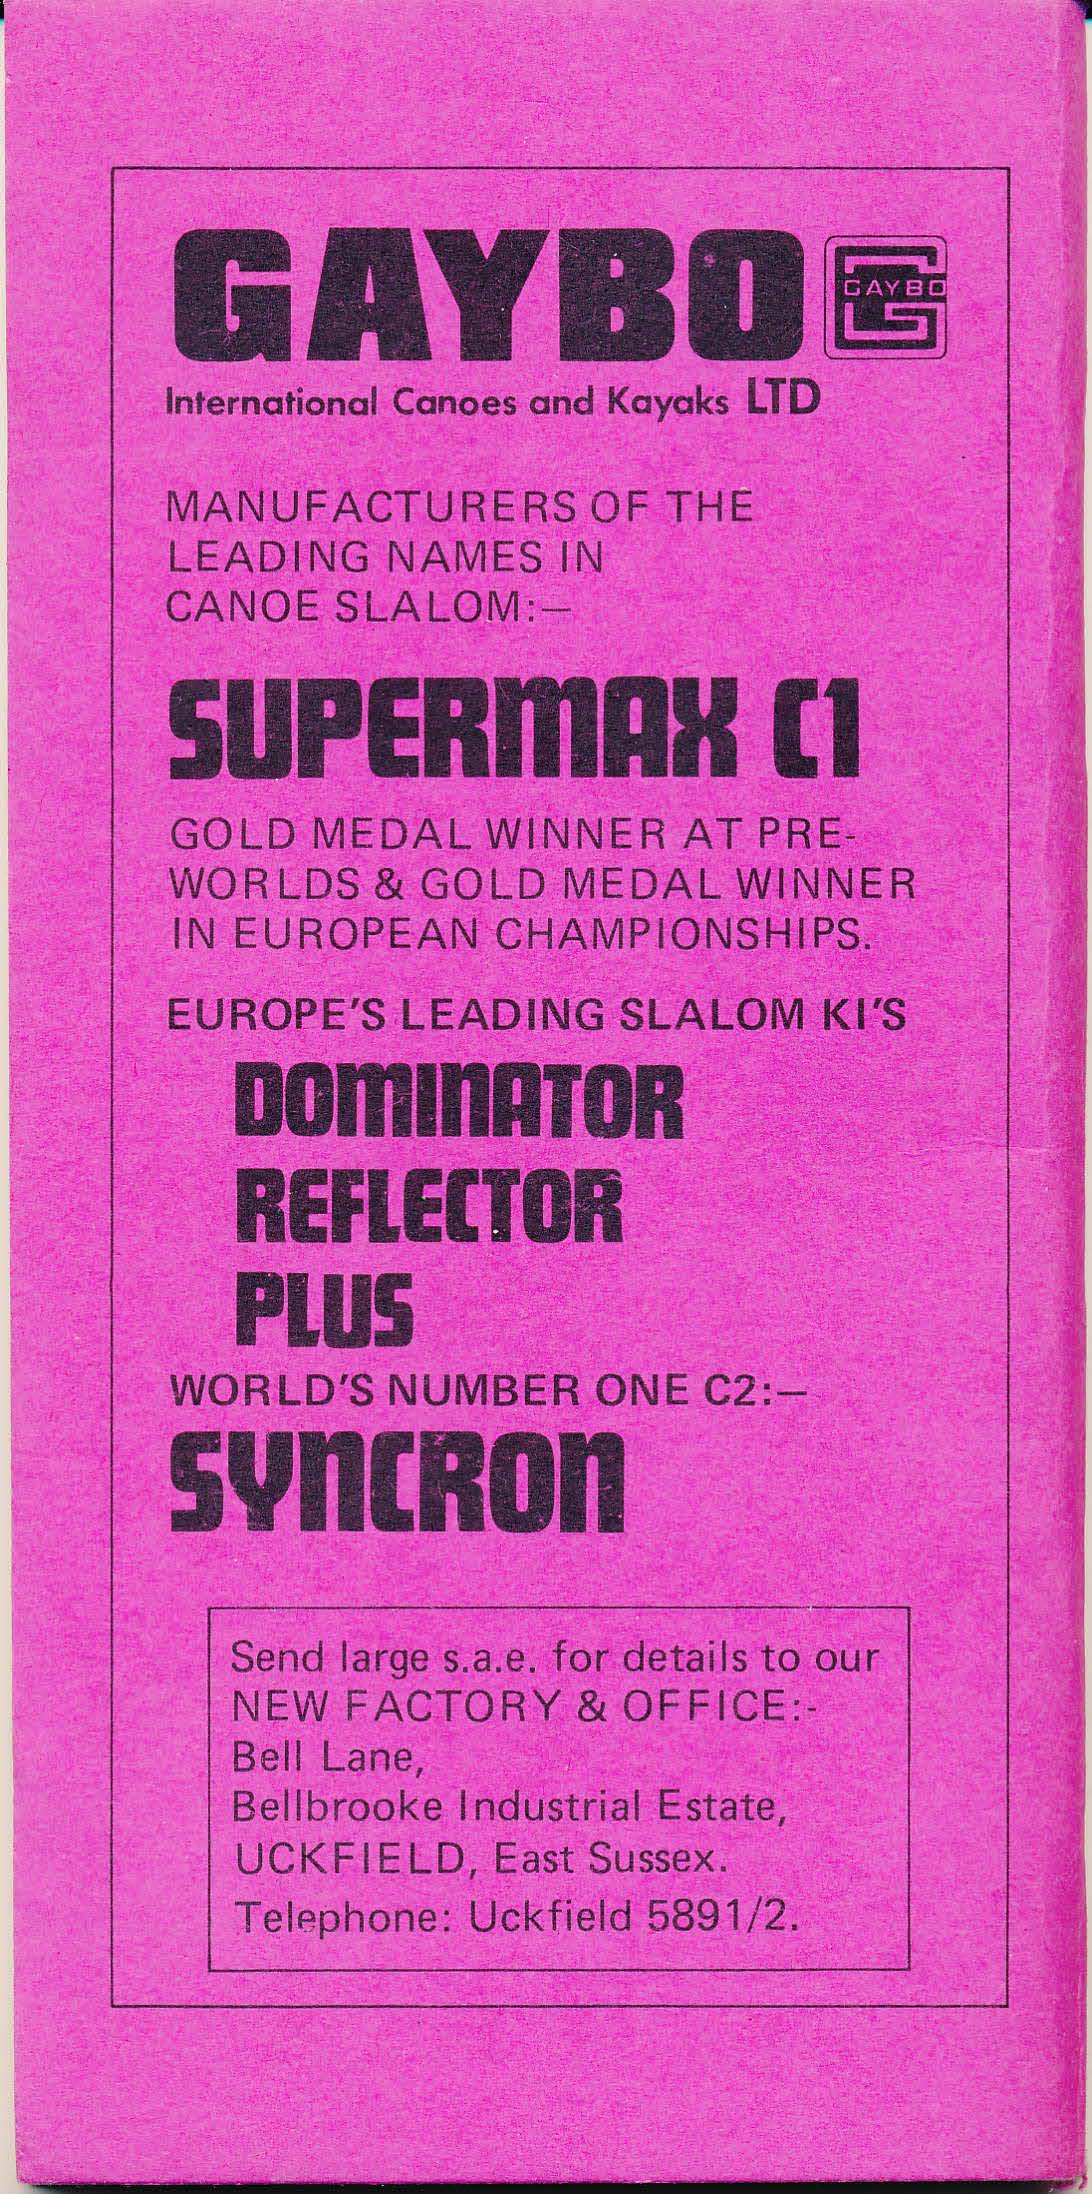 GAYBO
GAYBO
International Canoes and Kayaks LTD
MANUFACTURERS OF THE
LEADING NAMES IN
CANOE SLALOM:—
SUPERMAX C1
GOLD MEDAL WINNER AT PRE-
WORLDS & GOLD MEDAL WINNER
IN EUROPEAN CHAMPIONSHIPS.
EUROPE'S LEADING SLALOM KI'S
DOMINATOR
REFLECTOR
PLUS
WORLD'S NUMBER ONE C2:—
SYNCRON
Send large s.a.e. for details to our
NEW FACTORY & OFFICE:-
Bell Lane,
Bellbrooke Industrial Estate,
UCKFIELD, East Sussex.
Telephone: Uckfield 5891/2.